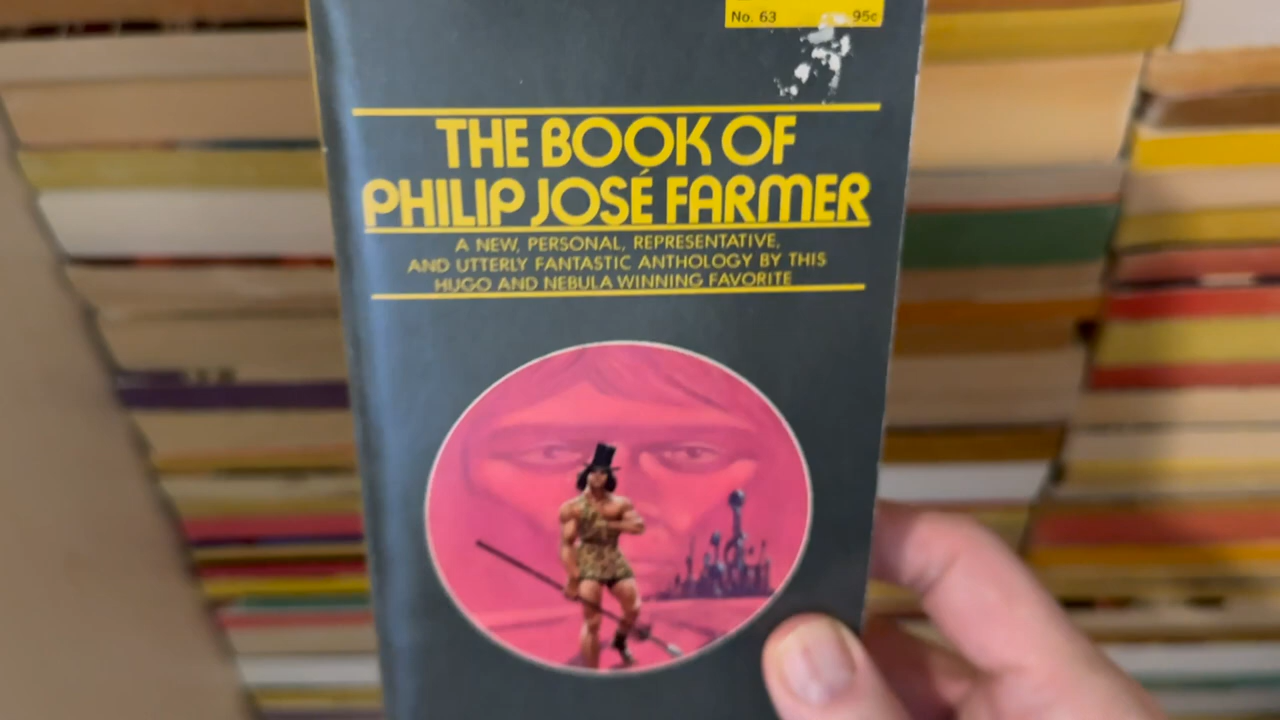 No. 63 95c
THE BOOK OF
PHILIP JOSÉ FARMER
A NEW, PERSONAL, REPRESENTATIVE,
AND UTTERLY FANTASTIC ANTHOLOGY BY THIS
HUGO AND NEBULA WINNING FAVORITE